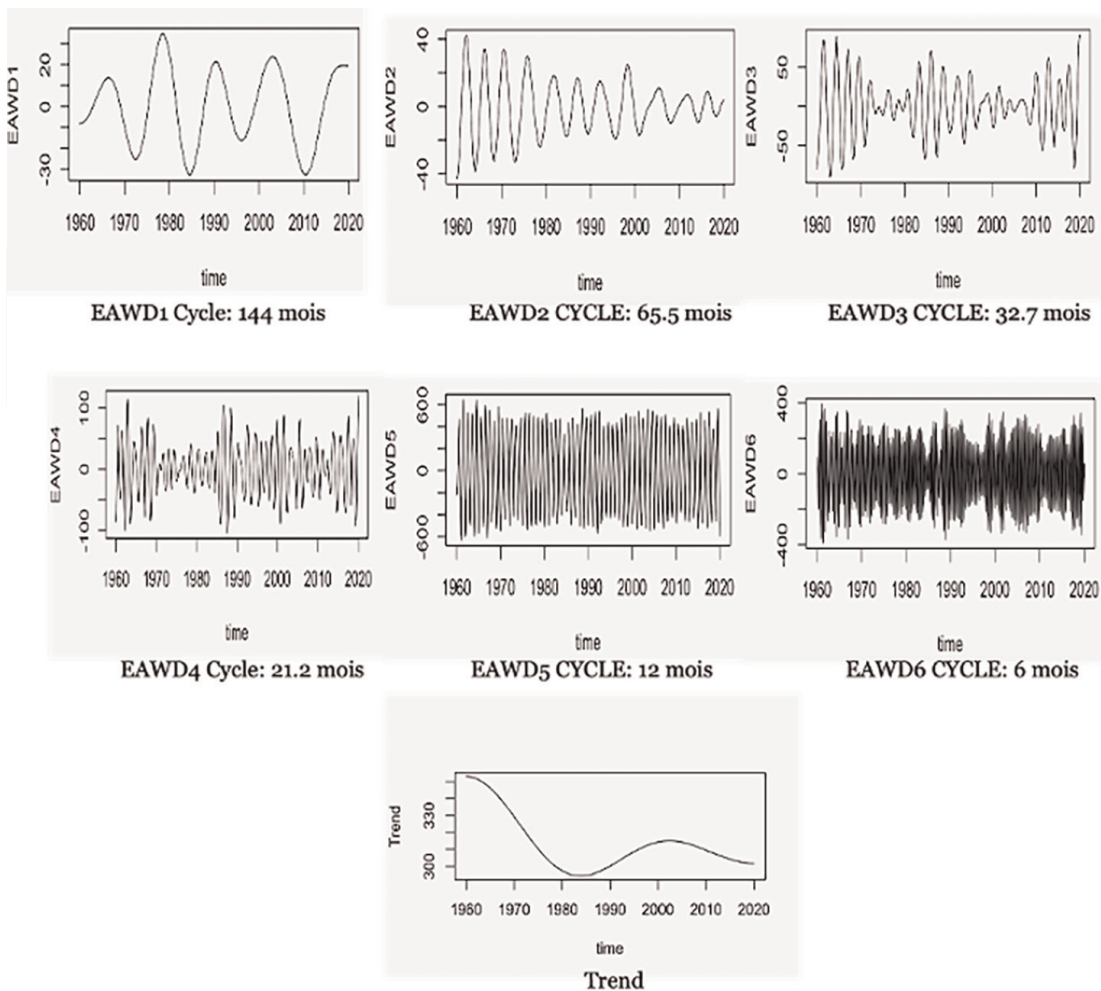 EAWD1
20
0
-30
1960 1970 1980 1990 2000 2010 2020
time
EAWD1 Cycle: 144 mois
EAWD2
40
0
-40
1960 1970 1980 1990 2000 2010 2020
time
EAWD2 CYCLE: 65.5 mois
EAWD3
50
-50
1960 1970 1980 1990 2000 2010 2020
time
EAWD3 CYCLE: 32.7 mois
EAWD4
100
0
-100
1960 1970 1980 1990 2000 2010 2020
time
EAWD4 Cycle: 21.2 mois
EAWD5
600
0
-600
1960 1970 1980 1990 2000 2010 2020
time
EAWD5 CYCLE: 12 mois
EAWD6
400
0
-400
1960 1970 1980 1990 2000 2010 2020
time
EAWD6 CYCLE: 6 mois
Trend
330
300
1960 1970 1980 1990 2000 2010 2020
time
Trend